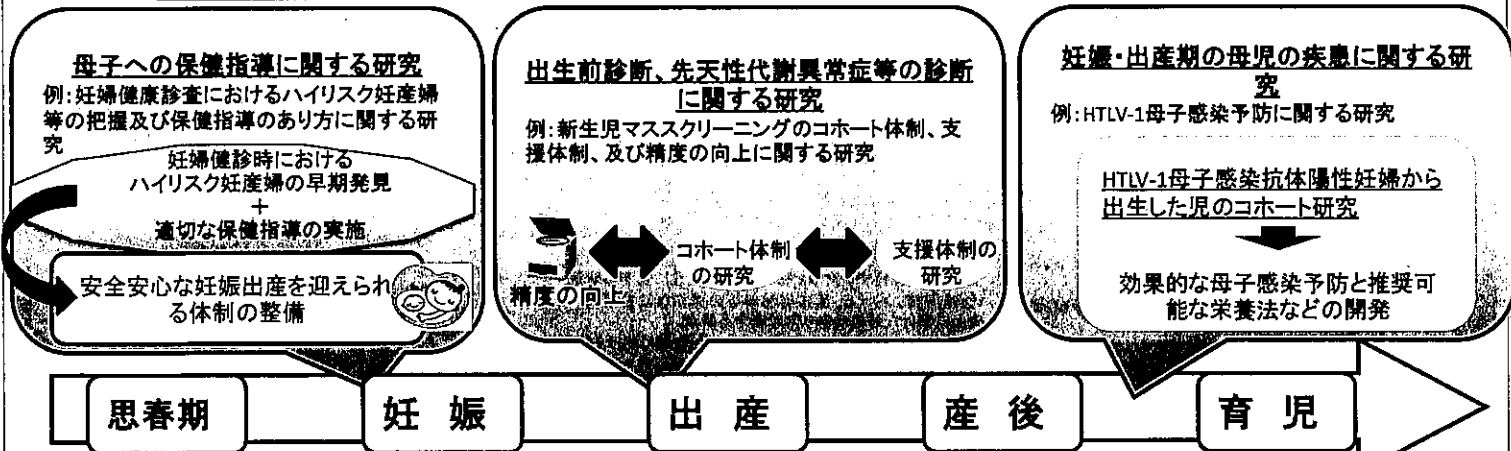 母子への保健指導に関する研究
例:妊婦健康診査におけるハイリスク妊産婦
等の把握及び保健指導のあり方に関する研
究
妊婦健診時における
ハイリスク妊産婦の早期発見
+
適切な保健指導の実施
安全安心な妊娠出産を迎えられ
る体制の整備
出生前診断、先天性代謝異常症等の診断
に関する研究
例:新生児マススクリーニングのコホート体制、支
援体制、及び精度の向上に関する研究
精度の向上
コホート体制
の研究
支援体制の
研究
妊娠・出産期の母児の疾患に関する研
究
例:HTLV-1母子感染予防に関する研究
HTLV-1母子感染抗体陽性妊婦から
出生した児のコホート研究
効果的な母子感染予防と推奨可
能な栄養法などの開発
思春期
妊 娠
出 産
産 後
育 児